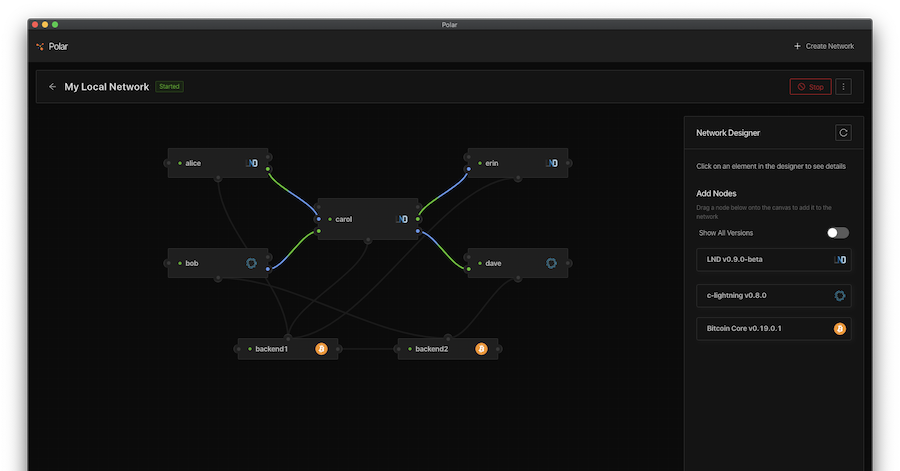 Polar
Polar
Create Network
My Local Network
Started
Stop
Network Designer
Click on an element in the designer to see details
Add Nodes
Drag a node below onto the canvas to add it to the
network
Show All Versions
LND v0.9.0-beta
LND
c-lightning v0.8.0
Bitcoin Core v0.19.0.1
alice
LND
erin
LND
carol
LND
bob
dave
backend1
backend2